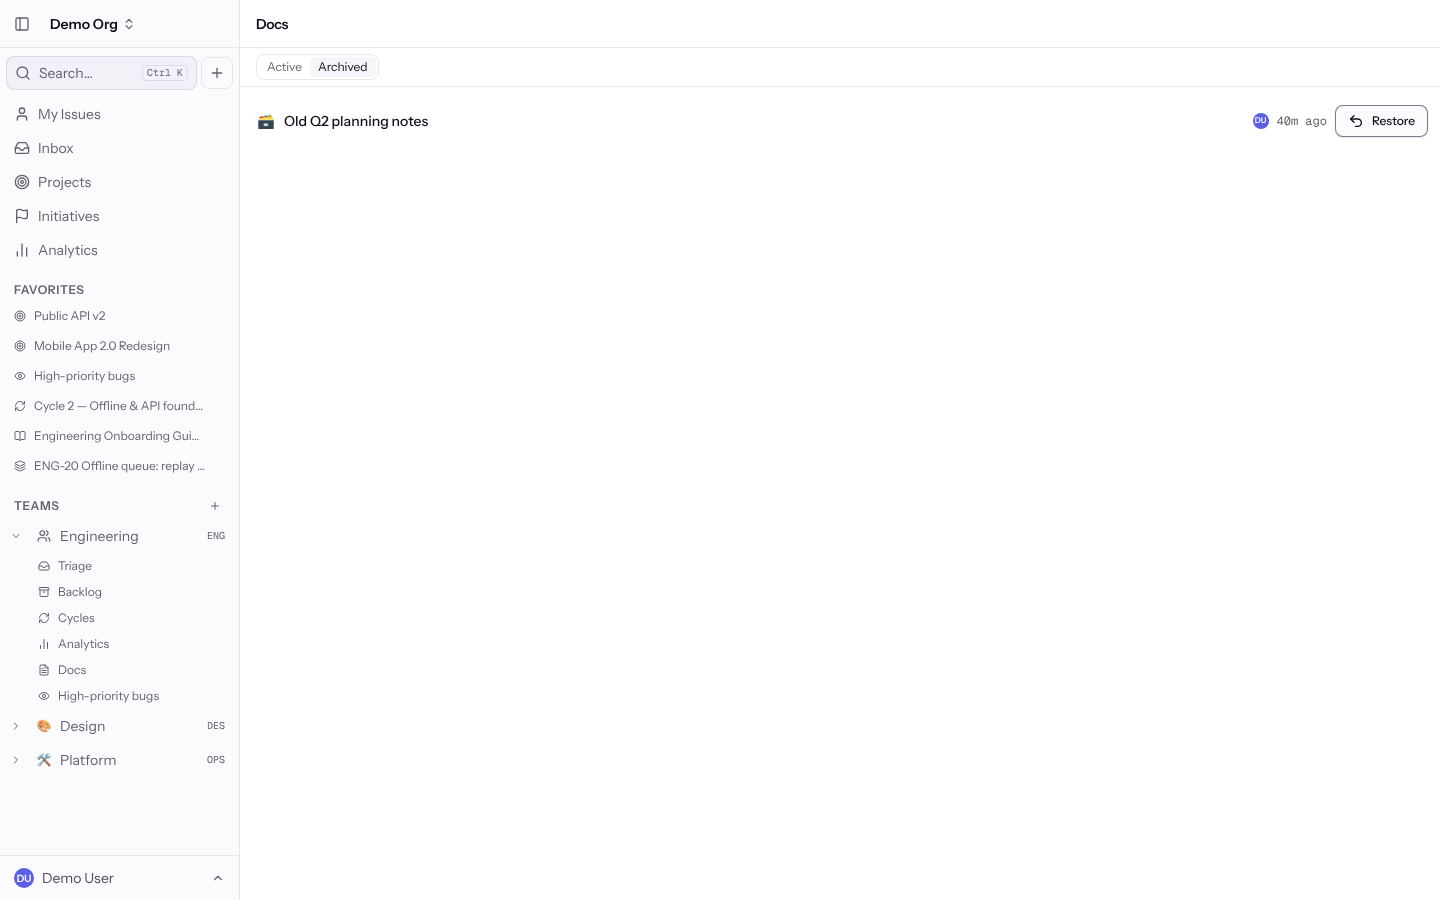 Demo Org
Docs
Search...
Ctrl K
Active
Archived
My Issues
Inbox
Projects
Initiatives
Analytics
Old Q2 planning notes
DU
40m ago
Restore
FAVORITES
Public API v2
Mobile App 2.0 Redesign
High-priority bugs
Cycle 2 — Offline & API found...
Engineering Onboarding Gui...
ENG-20 Offline queue: replay ...
TEAMS
Engineering
ENG
Triage
Backlog
Cycles
Analytics
Docs
High-priority bugs
Design
DES
Platform
OPS
DU
Demo User